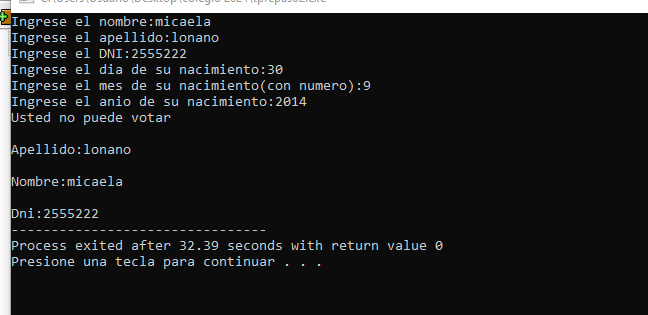 Ingrese el nombre:micaela
Ingrese el apellido:lonano
Ingrese el DNI:2555222
Ingrese el dia de su nacimiento:30
Ingrese el mes de su nacimiento(con numero):9
Ingrese el anio de su nacimiento:2014
Usted no puede votar
Apellido:lonano
Nombre:micaela
Dni:2555222
--------------------------------
Process exited after 32.39 seconds with return value 0
Presione una tecla para continuar . . .